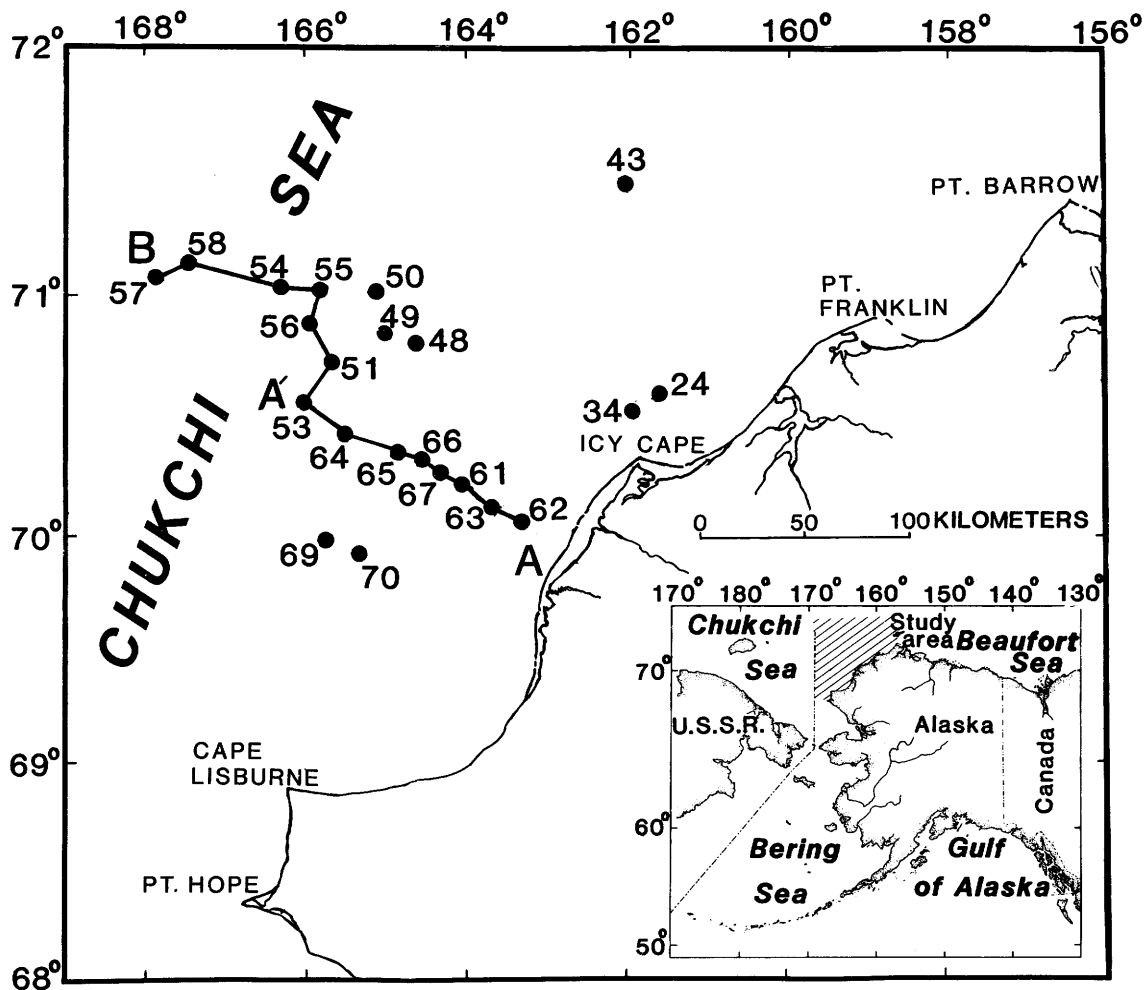 168° 166° 164° 162° 160° 158° 156°
72°
71°
70°
69°
68°
CHUKCHI SEA
43
PT. BARROW
B
58
57
54
55
50
49
48
56
51
PT.
FRANKLIN
A′
53
64
65
66
67
61
63
62
A
34
24
ICY CAPE
69
70
0 50 100 KILOMETERS
CAPE
LISBURNE
PT. HOPE
170° 180° 170° 160° 150° 140° 130°
70°
60°
50°
Chukchi
Sea
Study
area
Beaufort
Sea
U.S.S.R.
Alaska
Canada
Bering
Sea
Gulf
of Alaska